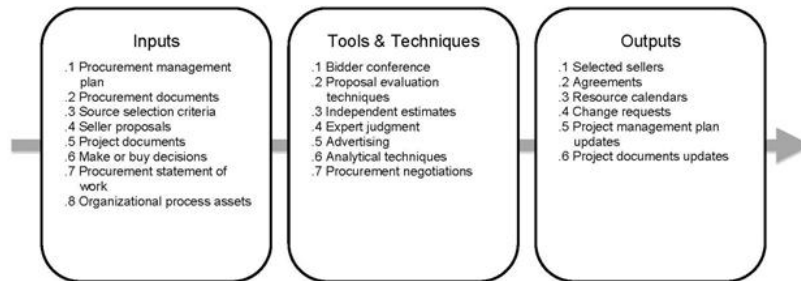 Inputs
.1 Procurement management
plan
.2 Procurement documents
.3 Source selection criteria
.4 Seller proposals
.5 Project documents
.6 Make or buy decisions
.7 Procurement statement of
work
.8 Organizational process assets
Tools & Techniques
.1 Bidder conference
.2 Proposal evaluation
techniques
.3 Independent estimates
.4 Expert judgment
.5 Advertising
.6 Analytical techniques
.7 Procurement negotiations
Outputs
.1 Selected sellers
.2 Agreements
.3 Resource calendars
.4 Change requests
.5 Project management plan
updates
.6 Project documents updates